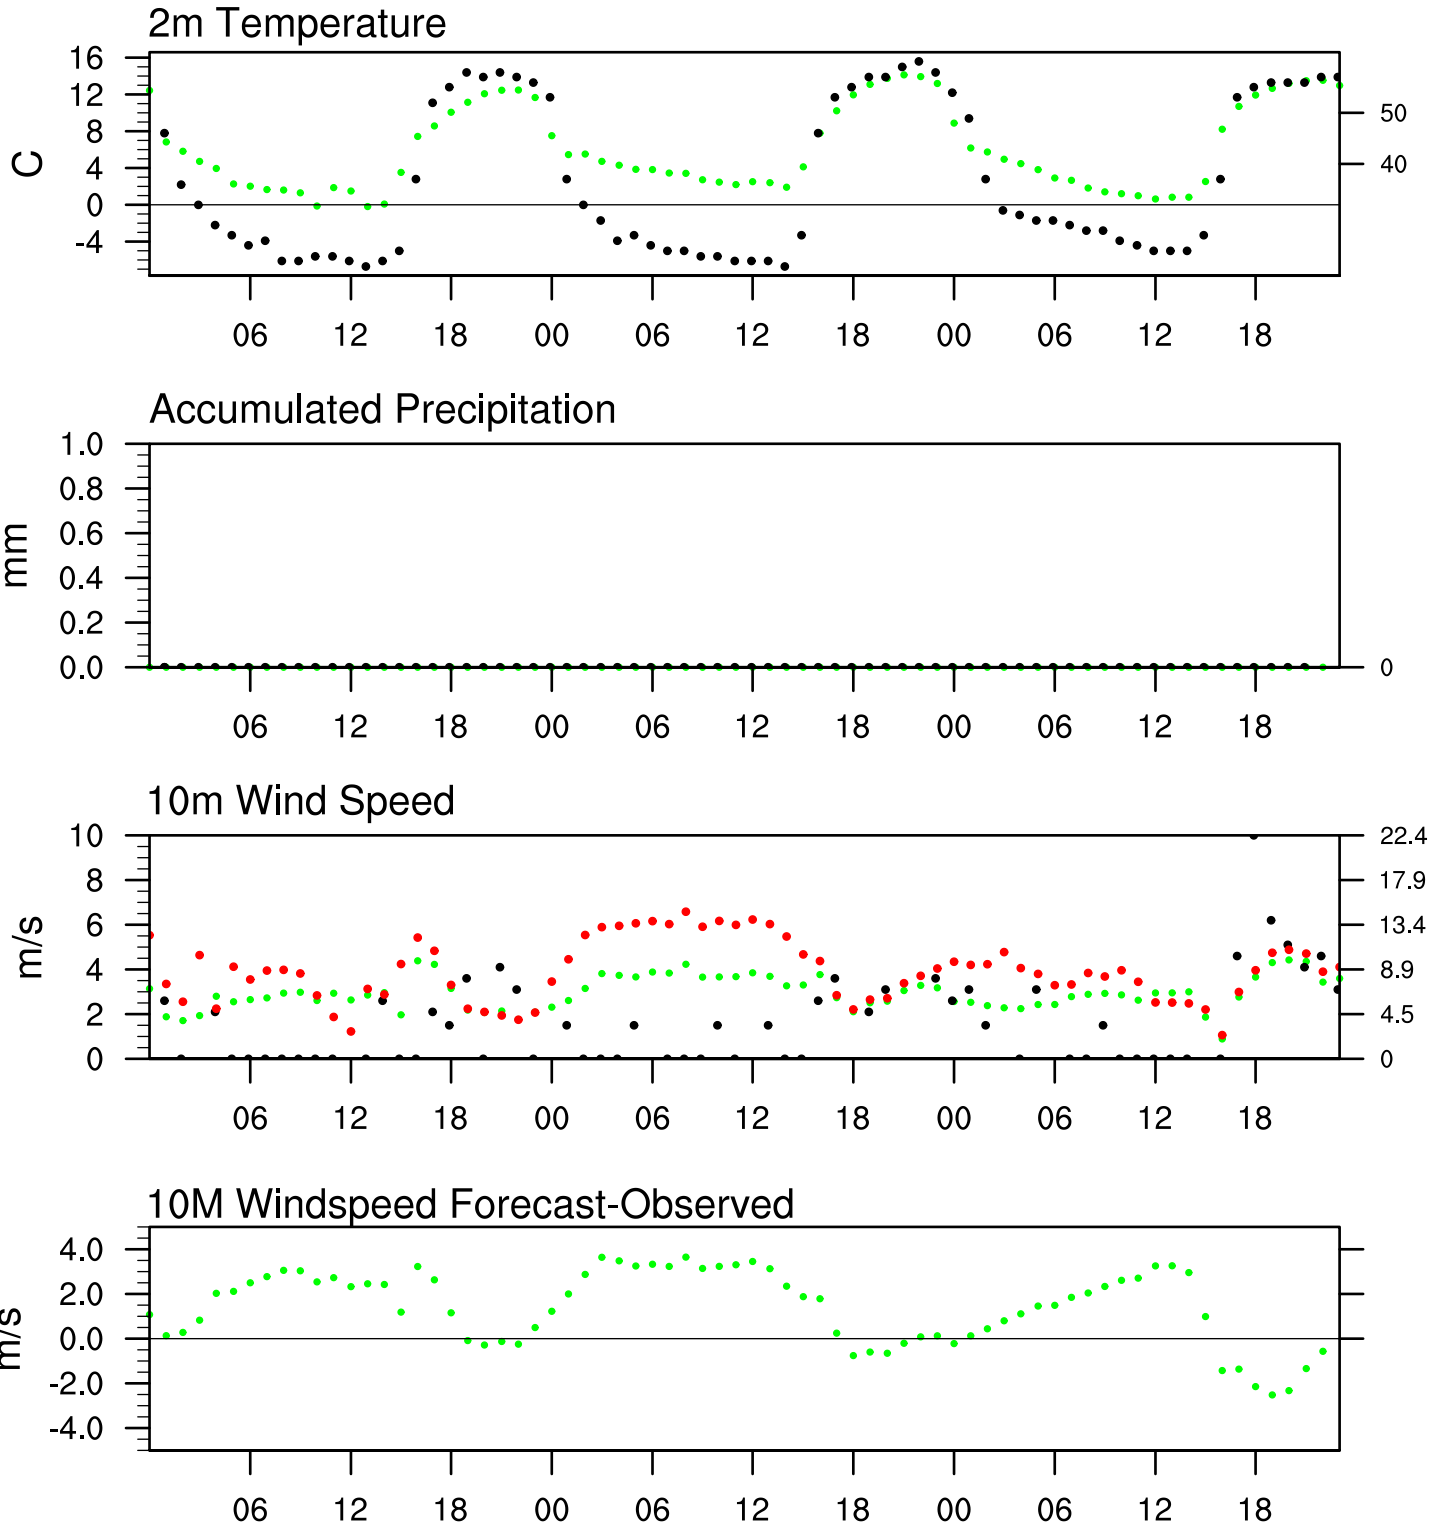 2m Temperature
16
12
8
4
0
-4
C
50
40
06 12 18 00 06 12 18 00 06 12 18
Accumulated Precipitation
1.0
0.8
0.6
0.4
0.2
0.0
mm
0
06 12 18 00 06 12 18 00 06 12 18
10m Wind Speed
10
8
6
4
2
0
m/s
22.4
17.9
13.4
8.9
4.5
0
06 12 18 00 06 12 18 00 06 12 18
10M Windspeed Forecast-Observed
4.0
2.0
0.0
-2.0
-4.0
m/s
06 12 18 00 06 12 18 00 06 12 18